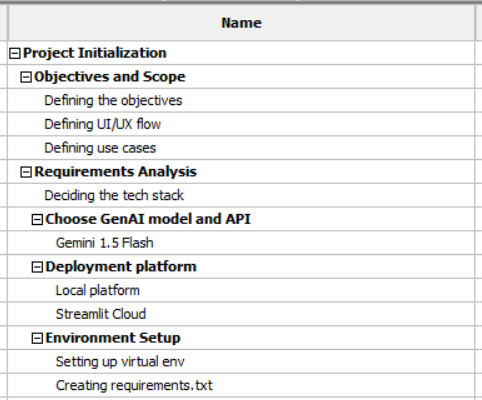 Name
Project Initialization
Objectives and Scope
Defining the objectives
Defining UI/UX flow
Defining use cases
Requirements Analysis
Deciding the tech stack
Choose GenAI model and API
Gemini 1.5 Flash
Deployment platform
Local platform
Streamlit Cloud
Environment Setup
Setting up virtual env
Creating requirements.txt